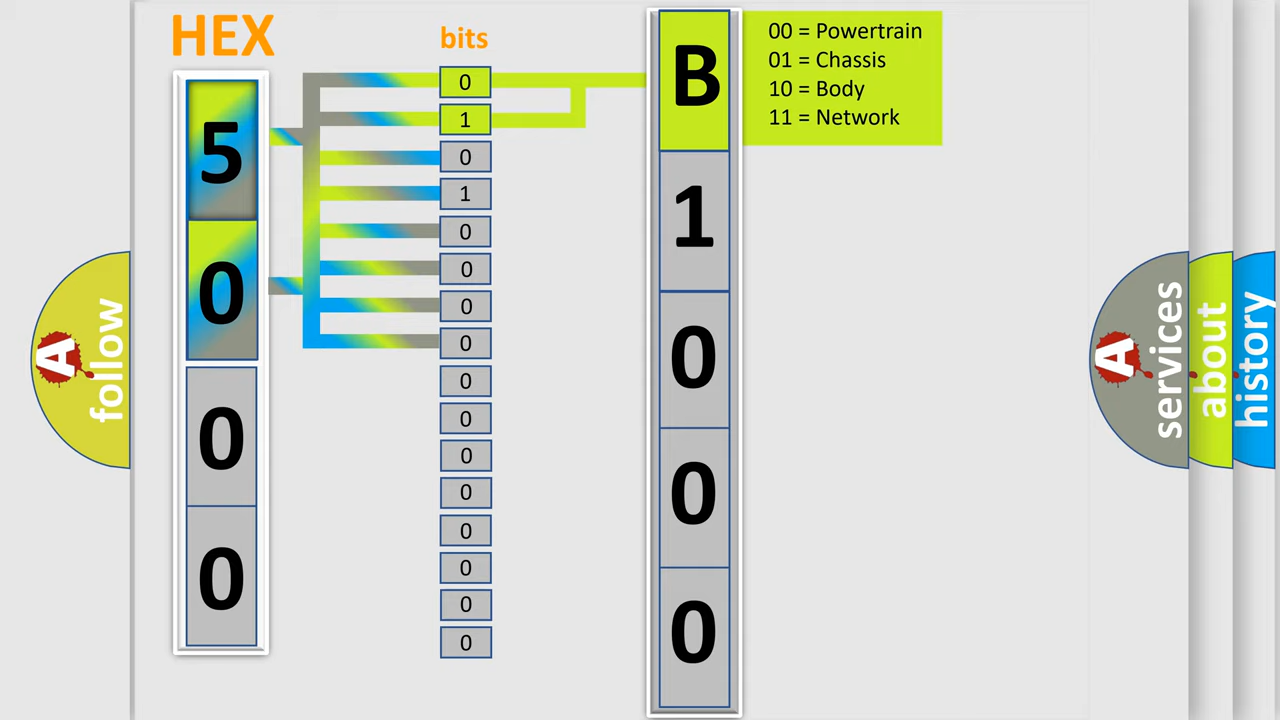 HEX
bits
5
0
0
0
0
1
0
1
0
0
0
0
0
0
0
0
0
0
0
0
B
1
0
0
0
00 = Powertrain
01 = Chassis
10 = Body
11 = Network
A
follow
A
services
about
history